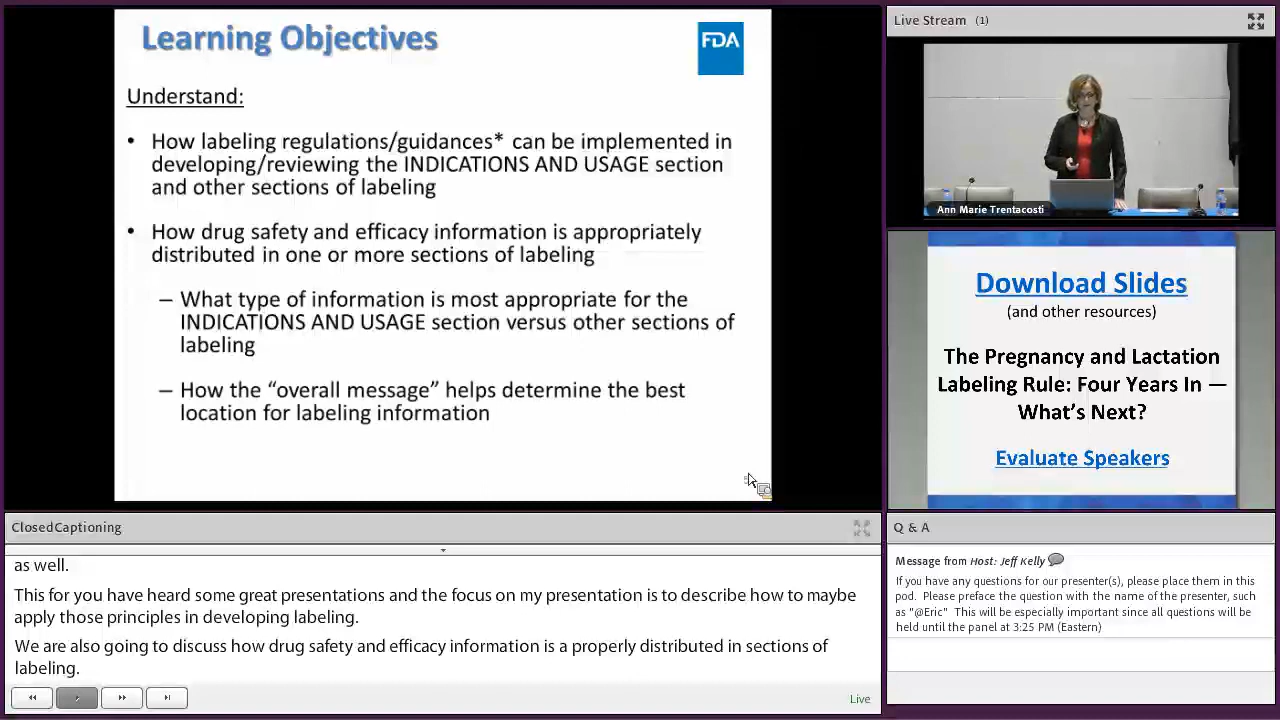 Learning Objectives
FDA
Understand:
• How labeling regulations/guidances* can be implemented in
developing/reviewing the INDICATIONS AND USAGE section
and other sections of labeling
• How drug safety and efficacy information is appropriately
distributed in one or more sections of labeling
– What type of information is most appropriate for the
INDICATIONS AND USAGE section versus other sections of
labeling
– How the “overall message” helps determine the best
location for labeling information
ClosedCaptioning
as well.
This for you have heard some great presentations and the focus on my presentation is to describe how to maybe
apply those principles in developing labeling.
We are also going to discuss how drug safety and efficacy information is a properly distributed in sections of
labeling.
Live
Live Stream (1)
Ann Marie Trentacosti
Download Slides
(and other resources)
The Pregnancy and Lactation
Labeling Rule: Four Years In —
What’s Next?
Evaluate Speakers
Q & A
Message from Host: Jeff Kelly
If you have any questions for our presenter(s), please place them in this
pod. Please preface the question with the name of the presenter, such
as "@Eric" This will be especially important since all questions will be
held until the panel at 3:25 PM (Eastern)